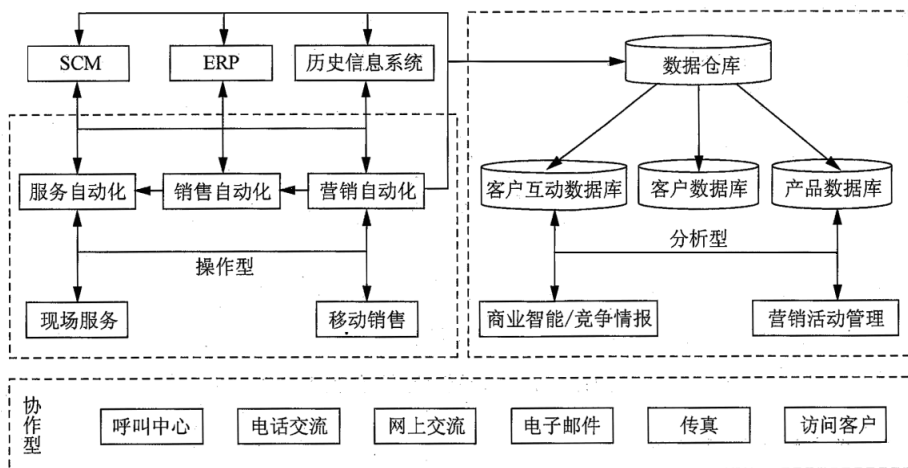 SCM
ERP
历史信息系统
数据仓库
服务自动化
销售自动化
营销自动化
客户互动数据库
客户数据库
产品数据库
操作型
分析型
现场服务
移动销售
商业智能/竞争情报
营销活动管理
协作型
呼叫中心
电话交流
网上交流
电子邮件
传真
访问客户